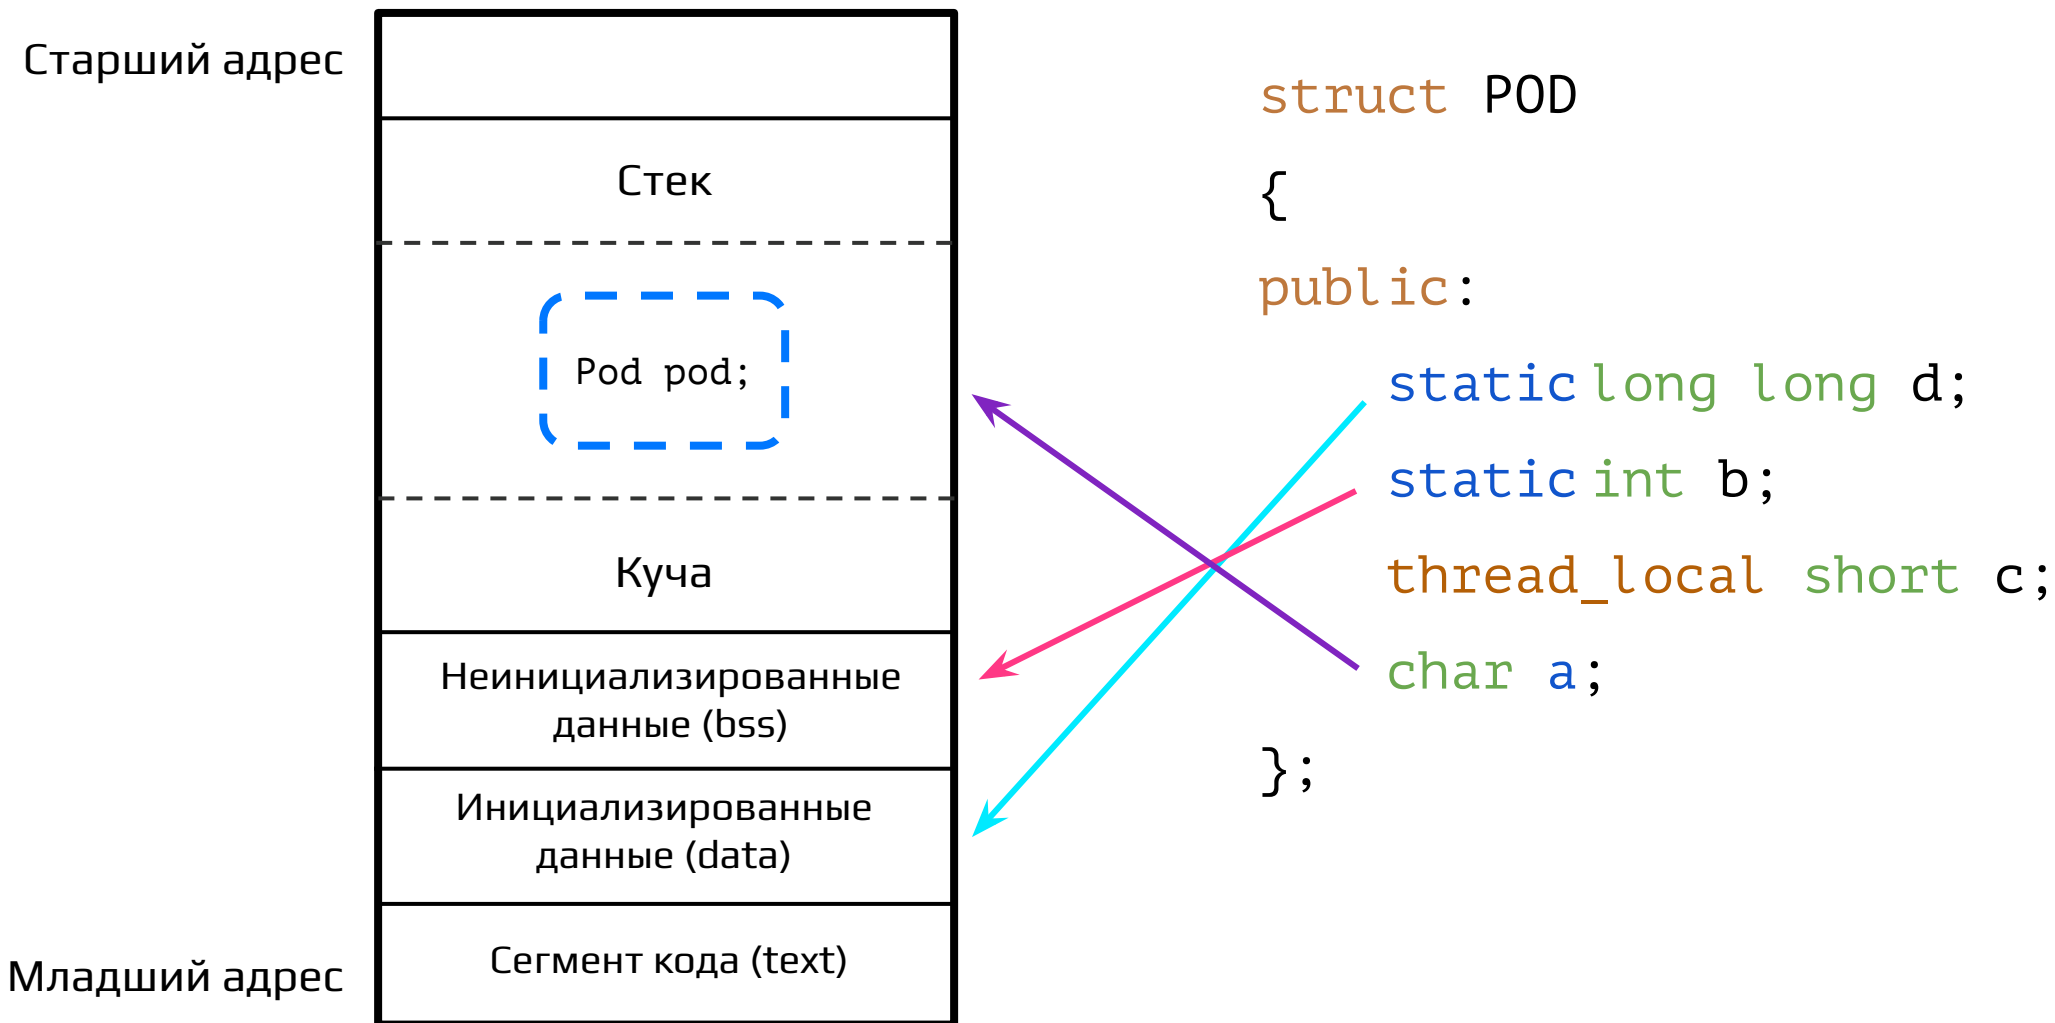 Старший адрес
Стек
Pod pod;
Куча
Неинициализированные
данные (bss)
Инициализированные
данные (data)
Сегмент кода (text)
Младший адрес
struct POD
{
public:
static long long d;
static int b;
thread_local short c;
char a;
};